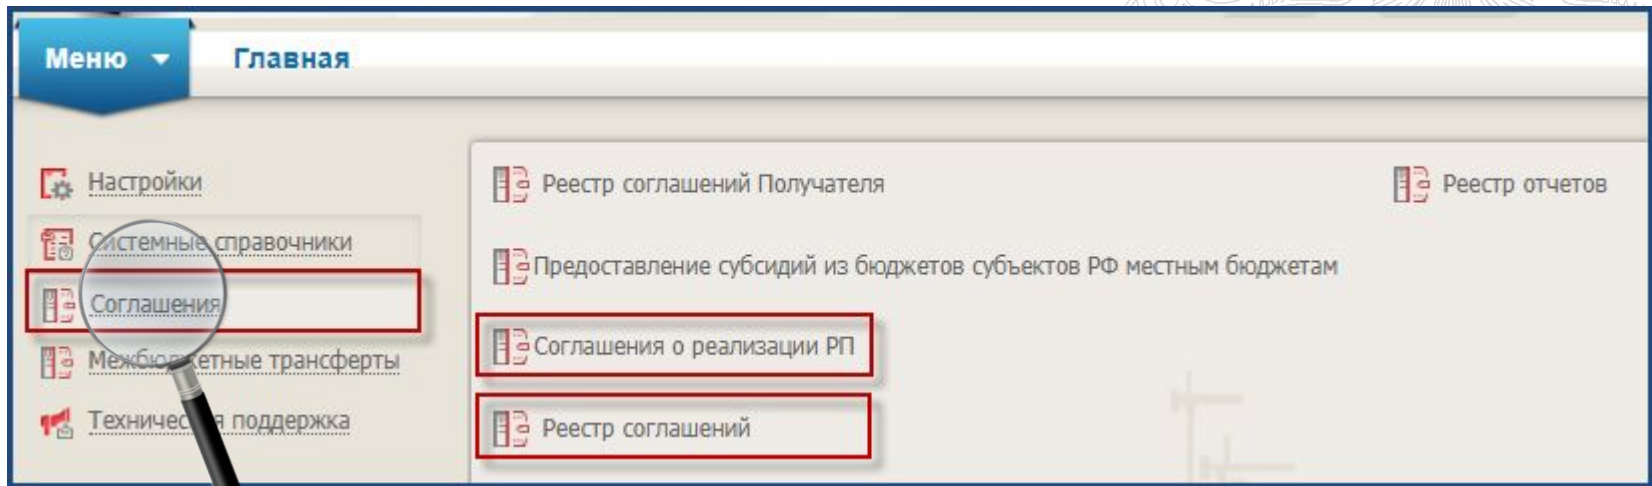 Меню
Главная
Настройки
Системные справочники
Соглашения
Межбюджетные трансферты
Техническая поддержка
Реестр соглашений Получателя
Реестр отчетов
Предоставление субсидий из бюджетов субъектов РФ местным бюджетам
Соглашения о реализации РП
Реестр соглашений